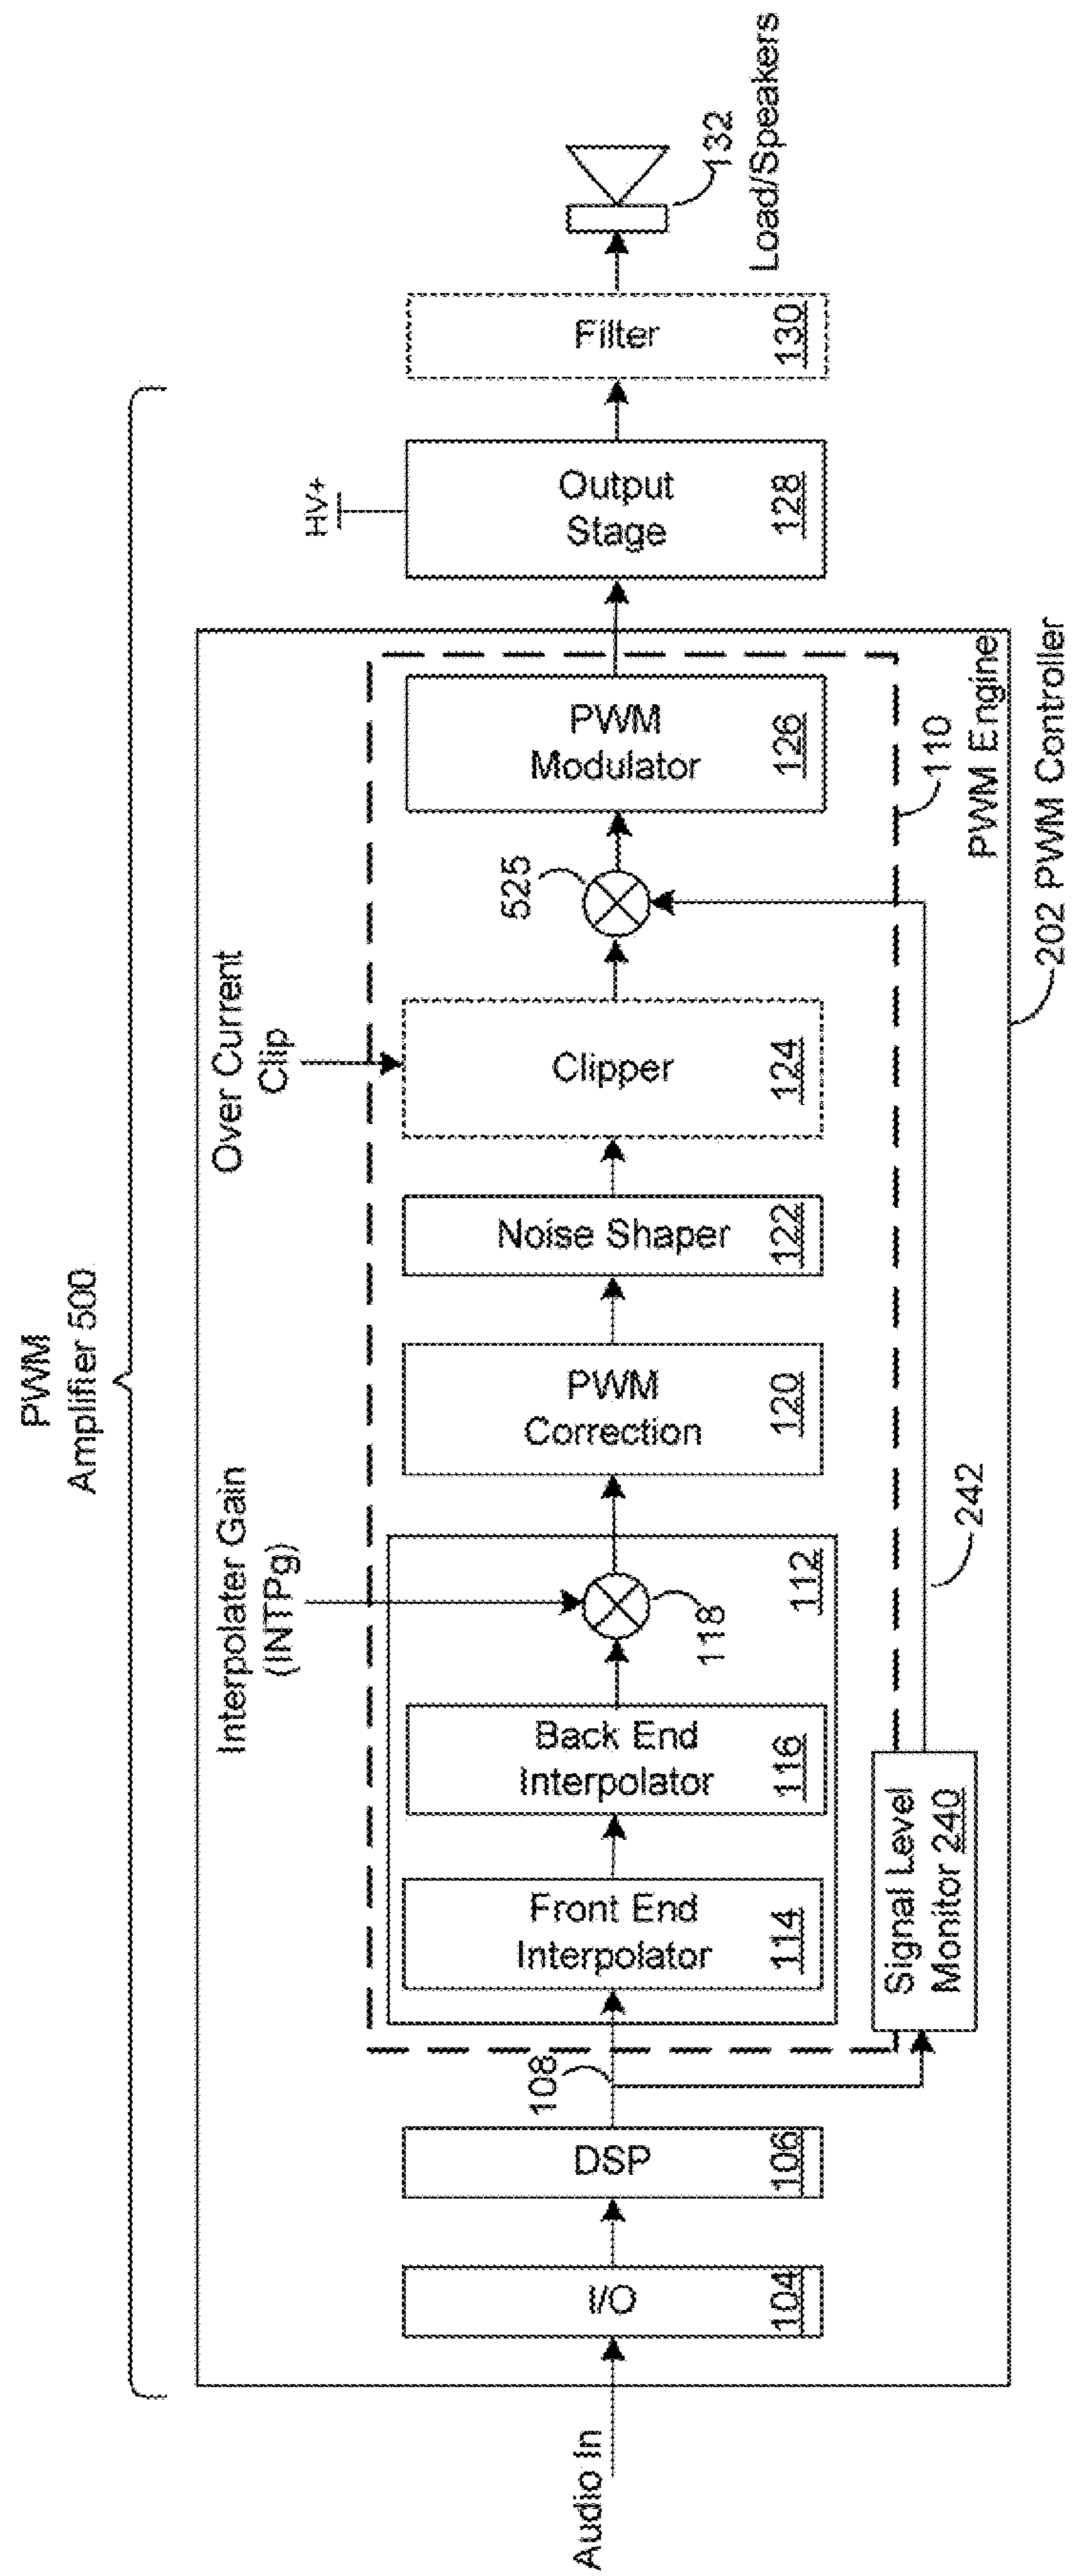 PWM
Amplifier 500
Interpolater Gain
(INTPg)
Over Current
Clip
HV+
Audio In
I/O
104
DSP
106
108
Front End
Interpolator
114
Back End
Interpolator
116
118
112
PWM
Correction
120
Noise Shaper
122
Clipper
124
525
PWM
Modulator
126
Output
Stage
128
Filter
130
132
Load/Speakers
Signal Level
Monitor 240
242
110
PWM Engine
202 PWM Controller